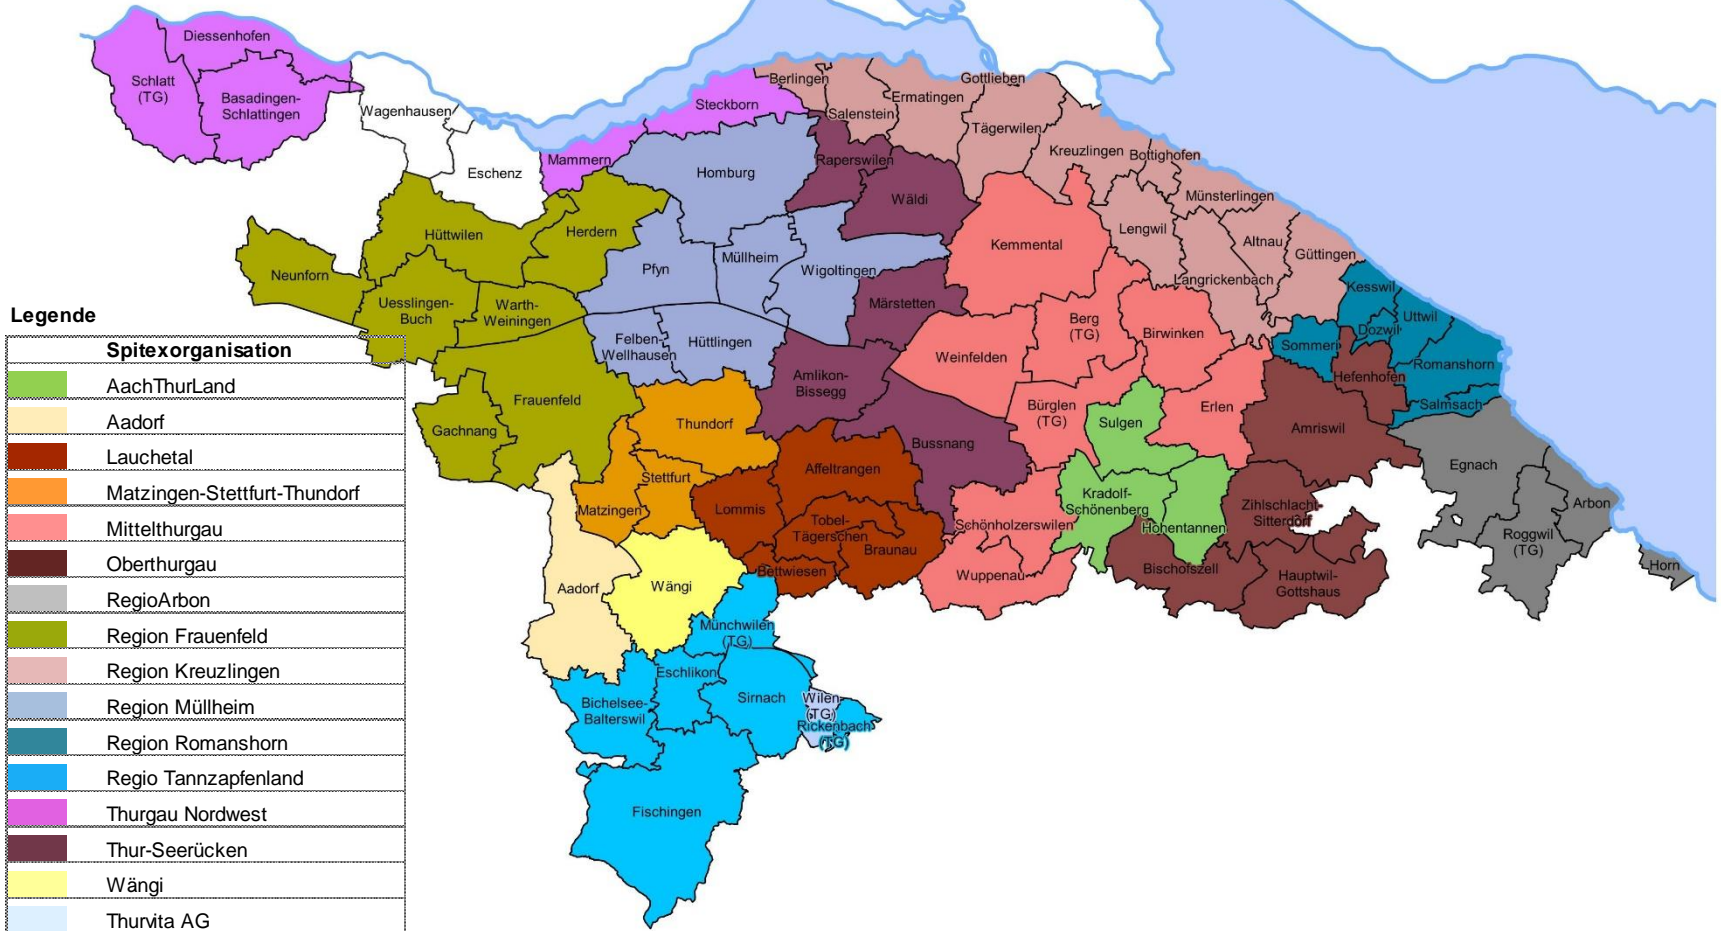 Diessenhofen
Schlatt
(TG)
Basadingen-
Schlattingen
Wagenhausen
Eschenz
Mammern
Steckborn
Berlingen
Salenstein
Ermatingen
Gottlieben
Tägerwilen
Kreuzlingen
Bottighofen
Münsterlingen
Lengwil
Altnau
Güttingen
Langrickenbach
Homburg
Raperswilen
Wäldi
Kemmental
Hüttwilen
Herdern
Neunforn
Pfyn
Müllheim
Wigoltingen
Märstetten
Uesslingen-
Buch
Warth-
Weiningen
Felben-
Wellhausen
Hüttlingen
Kesswil
Uttwil
Dozwil
Sommeri
Romanshorn
Hefenhofen
Salmsach
Berg
(TG)
Birwinken
Weinfelden
Amlikon-
Bissegg
Frauenfeld
Gachnang
Thundorf
Bürglen
(TG)
Sulgen
Erlen
Amriswil
Bussnang
Affeltrangen
Stettfurt
Matzingen
Lommis
Tobel-
Tägerschen
Braunau
Bettwiesen
Schönholzerswilen
Wuppenau
Kradolf-
Schönenberg
Hohentannen
Zihlschlacht-
Sitterdorf
Bischofszell
Hauptwil-
Gottshaus
Egnach
Arbon
Roggwil
(TG)
Horn
Aadorf
Wängi
Münchwilen
(TG)
Eschlikon
Sirnach
Bichelsee-
Balterswil
Wilen
(TG)
Rickenbach
(TG)
Fischingen
Legende
Spitexorganisation
AachThurLand
Aadorf
Lauchetal
Matzingen-Stettfurt-Thundorf
Mittelthurgau
Oberthurgau
RegioArbon
Region Frauenfeld
Region Kreuzlingen
Region Müllheim
Region Romanshorn
Regio Tannzapfenland
Thurgau Nordwest
Thur-Seerücken
Wängi
Thurvita AG